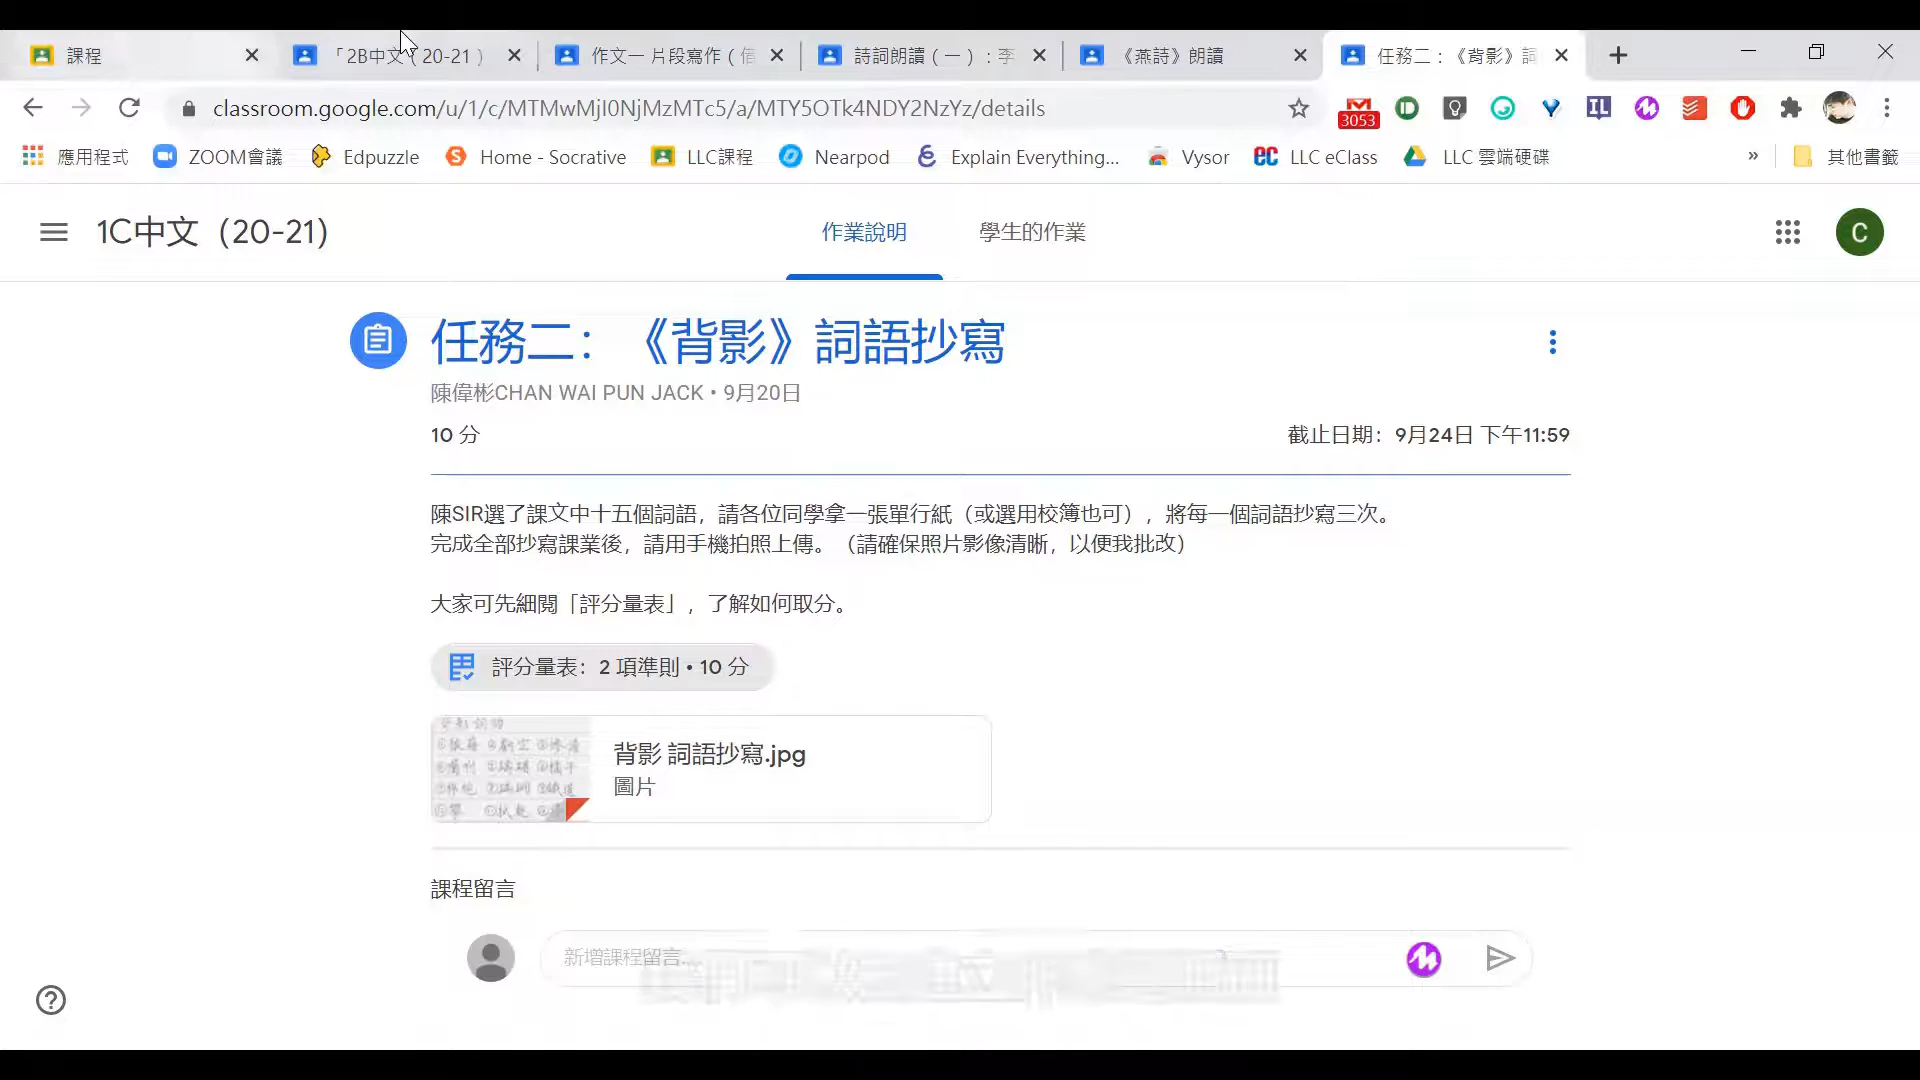 課程
「2B中文（20-21）
作文一 片段寫作（
詩詞朗讀（一）：李
《燕詩》朗讀
任務二：《背影》詞
classroom.google.com/u/1/c/MTMwMjI0NjMzMTc5/a/MTY5OTk4NDY2NzYz/details
3053
應用程式
ZOOM會議
Edpuzzle
Home - Socrative
LLC課程
Nearpod
Explain Everything...
Vysor
LLC eClass
LLC 雲端硬碟
»
其他書籤
1C中文（20-21）
作業說明
學生的作業
C
任務二：《背影》詞語抄寫
陳偉彬CHAN WAI PUN JACK • 9月20日
10 分
截止日期：9月24日 下午11:59
陳SIR選了課文中十五個詞語，請各位同學拿一張單行紙（或選用校簿也可），將每一個詞語抄寫三次。
完成全部抄寫課業後，請用手機拍照上傳。（請確保照片影像清晰，以便我批改）
大家可先細閱「評分量表」，了解如何取分。
評分量表：2 項準則 • 10 分
背影 詞語抄寫.jpg
圖片
課程留言
新增課程留言...